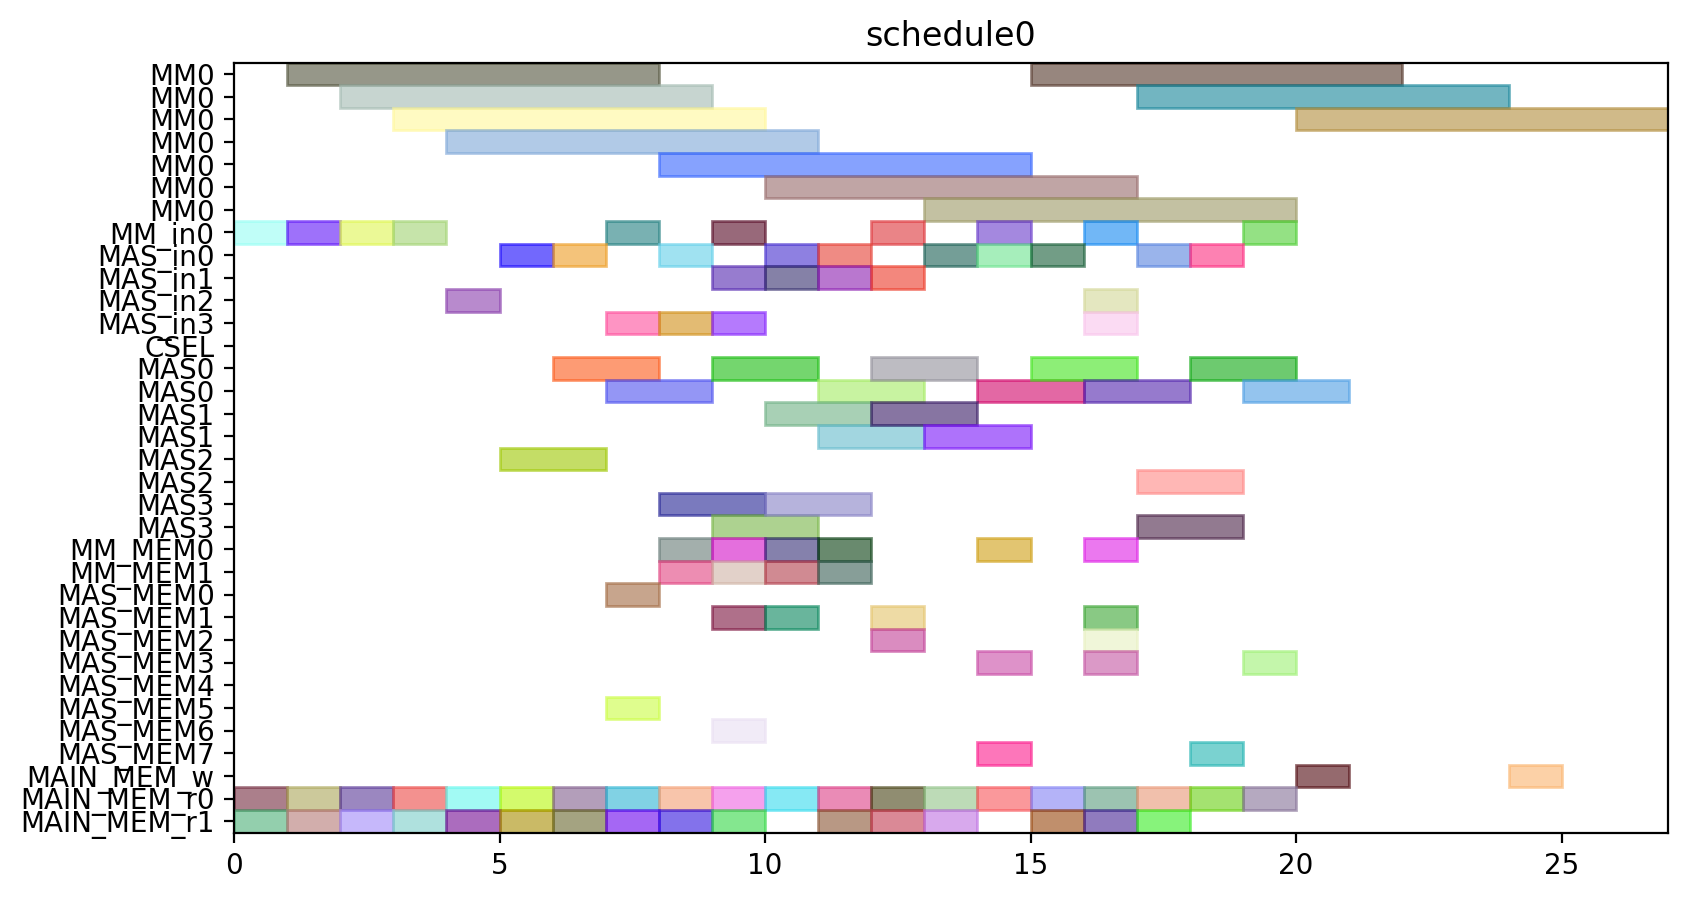 schedule0
MM0
MM0
MM0
MM0
MM0
MM0
MM0
MM_in0
MAS_in0
MAS_in1
MAS_in2
MAS_in3
CSEL
MAS0
MAS0
MAS1
MAS1
MAS2
MAS2
MAS3
MAS3
MM_MEM0
MM_MEM1
MAS_MEM0
MAS_MEM1
MAS_MEM2
MAS_MEM3
MAS_MEM4
MAS_MEM5
MAS_MEM6
MAS_MEM7
MAIN_MEM_w
MAIN_MEM_r0
MAIN_MEM_r1
0 5 10 15 20 25